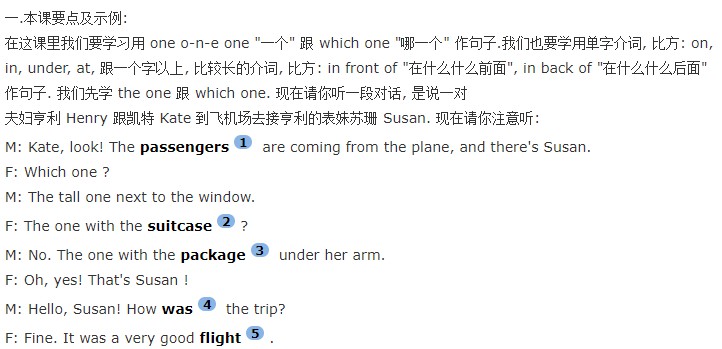 一.本课要点及示例:
在这课里我们要学习用 one o-n-e one "一个" 跟 which one "哪一个" 作句子.我们也要学用单字介词, 比方: on,
in, under, at, 跟一个字以上, 比较长的介词, 比方: in front of "在什么什么前面", in back of "在什么什么后面"
作句子. 我们先学 the one 跟 which one. 现在请你听一段对话, 是说一对
夫妇亨利 Henry 跟凯特 Kate 到飞机场去接亨利的表妹苏珊 Susan. 现在请你注意听:
M: Kate, look! The passengers 1 are coming from the plane, and there's Susan.
F: Which one ?
M: The tall one next to the window.
F: The one with the suitcase 2 ?
M: No. The one with the package 3 under her arm.
F: Oh, yes! That's Susan !
M: Hello, Susan! How was 4 the trip?
F: Fine. It was a very good flight 5 .